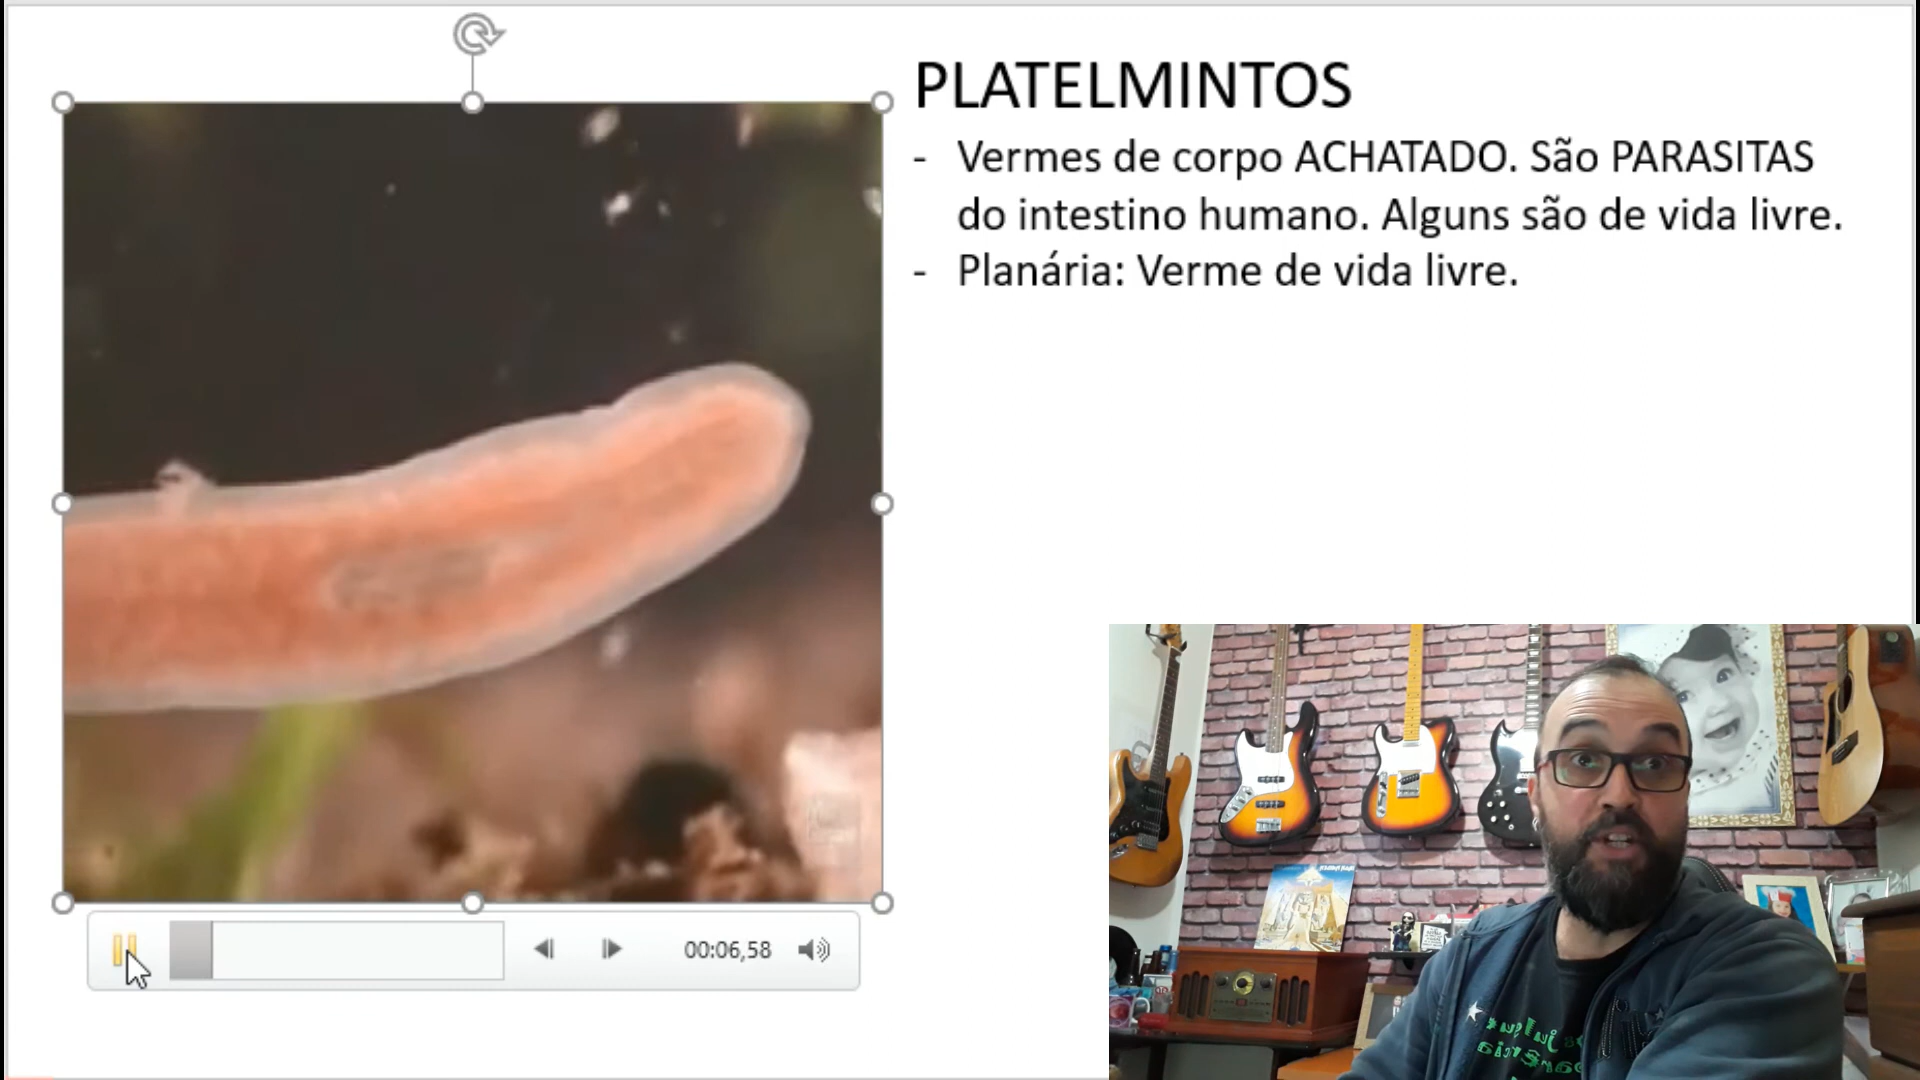 PLATELMINTOS
- Vermes de corpo ACHATADO. São PARASITAS
do intestino humano. Alguns são de vida livre.
- Planária: Verme de vida livre.
00:06,58